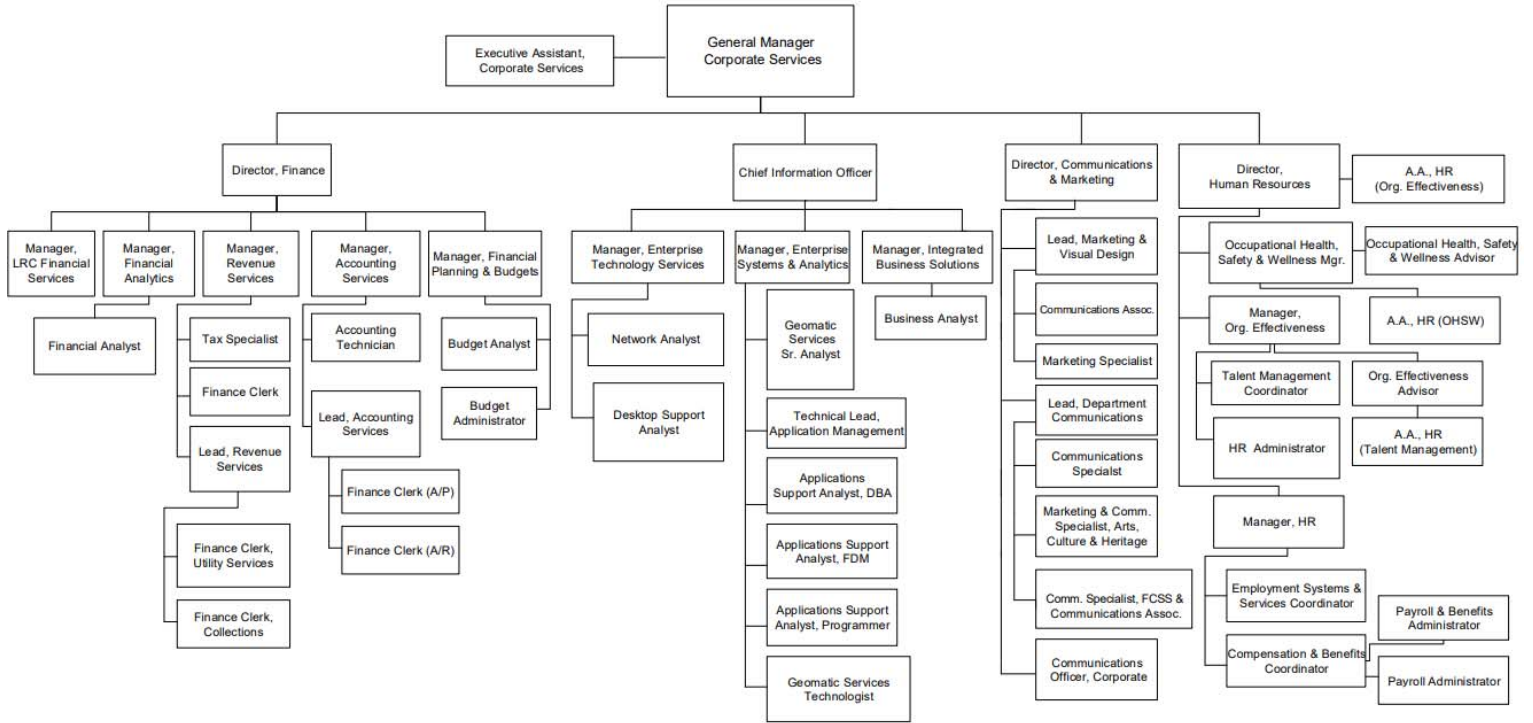 General Manager
Corporate Services
Executive Assistant,
Corporate Services
Director, Finance
Chief Information Officer
Director, Communications
& Marketing
Director,
Human Resources
A.A., HR
(Org. Effectiveness)
Manager,
LRC Financial
Services
Manager,
Financial
Analytics
Manager,
Revenue
Services
Manager,
Accounting
Services
Manager, Financial
Planning & Budgets
Financial Analyst
Tax Specialist
Finance Clerk
Lead, Revenue
Services
Finance Clerk,
Utility Services
Finance Clerk,
Collections
Accounting
Technician
Lead, Accounting
Services
Finance Clerk (A/P)
Finance Clerk (A/R)
Budget Analyst
Budget
Administrator
Manager, Enterprise
Technology Services
Manager, Enterprise
Systems & Analytics
Manager, Integrated
Business Solutions
Network Analyst
Desktop Support
Analyst
Geomatic
Services
Sr. Analyst
Technical Lead,
Application Management
Applications
Support Analyst, DBA
Applications Support
Analyst, FDM
Applications Support
Analyst, Programmer
Geomatic Services
Technologist
Business Analyst
Lead, Marketing &
Visual Design
Communications Assoc.
Marketing Specialist
Lead, Department
Communications
Communications
Specialst
Marketing & Comm.
Specialist, Arts,
Culture & Heritage
Comm. Specialist, FCSS &
Communications Assoc.
Communications
Officer, Corporate
Occupational Health,
Safety & Wellness Mgr.
Occupational Health, Safety
& Wellness Advisor
A.A., HR (OHSW)
Manager,
Org. Effectiveness
Talent Management
Coordinator
HR Administrator
Org. Effectiveness
Advisor
A.A., HR
(Talent Management)
Manager, HR
Employment Systems &
Services Coordinator
Compensation & Benefits
Coordinator
Payroll & Benefits
Administrator
Payroll Administrator